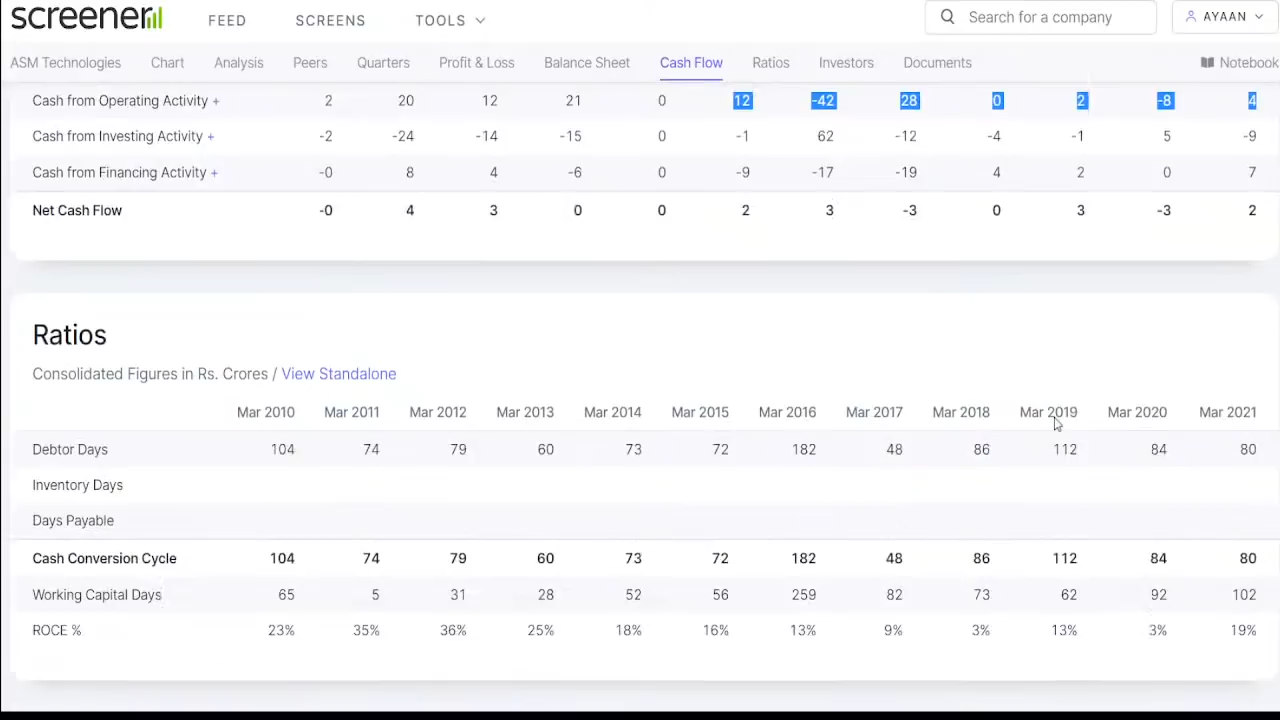 screener FEED SCREENS TOOLS Search for a company AYAAN
ASM Technologies Chart Analysis Peers Quarters Profit & Loss Balance Sheet Cash Flow Ratios Investors Documents Notebook
Cash from Operating Activity + 2 20 12 21 0 12 -42 28 0 2 -8 4
Cash from Investing Activity + -2 -24 -14 -15 0 -1 62 -12 -4 -1 5 -9
Cash from Financing Activity + -0 8 4 -6 0 -9 -17 -19 4 2 0 7
Net Cash Flow -0 4 3 0 0 2 3 -3 0 3 -3 2
Ratios
Consolidated Figures in Rs. Crores / View Standalone
Mar 2010 Mar 2011 Mar 2012 Mar 2013 Mar 2014 Mar 2015 Mar 2016 Mar 2017 Mar 2018 Mar 2019 Mar 2020 Mar 2021
Debtor Days 104 74 79 60 73 72 182 48 86 112 84 80
Inventory Days
Days Payable
Cash Conversion Cycle 104 74 79 60 73 72 182 48 86 112 84 80
Working Capital Days 65 5 31 28 52 56 259 82 73 62 92 102
ROCE % 23% 35% 36% 25% 18% 16% 13% 9% 3% 13% 3% 19%